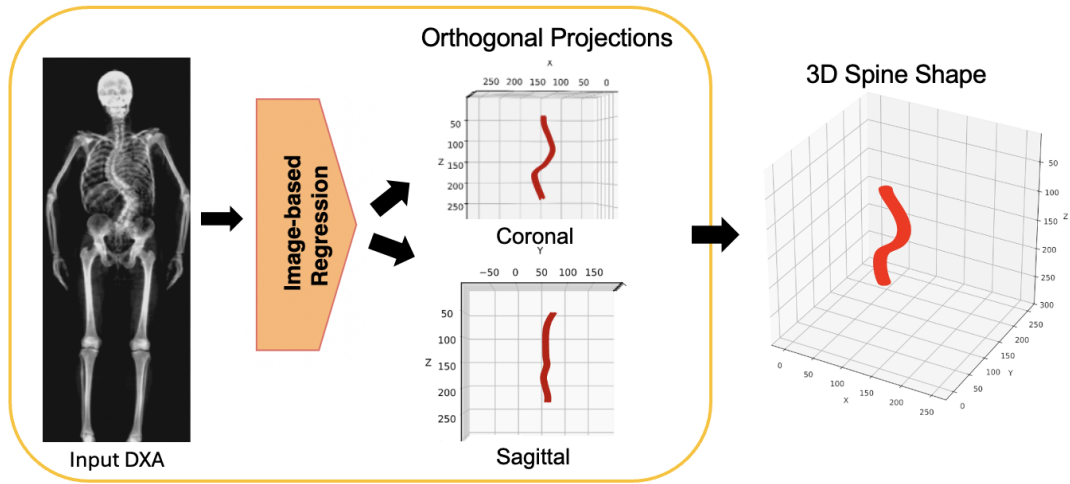 Orthogonal Projections
X
250 200 150 100 50 0
50
100
Z 150
200
250
Coronal
Input DXA
Image-based
Regression
Y
−50 0 50 100 150
50
100
Z 150
200
250
Sagittal
3D Spine Shape
50
100
150 Z
200
250
300
0 50 100 150 200 250
X
0 50 100 150 200 250
Y